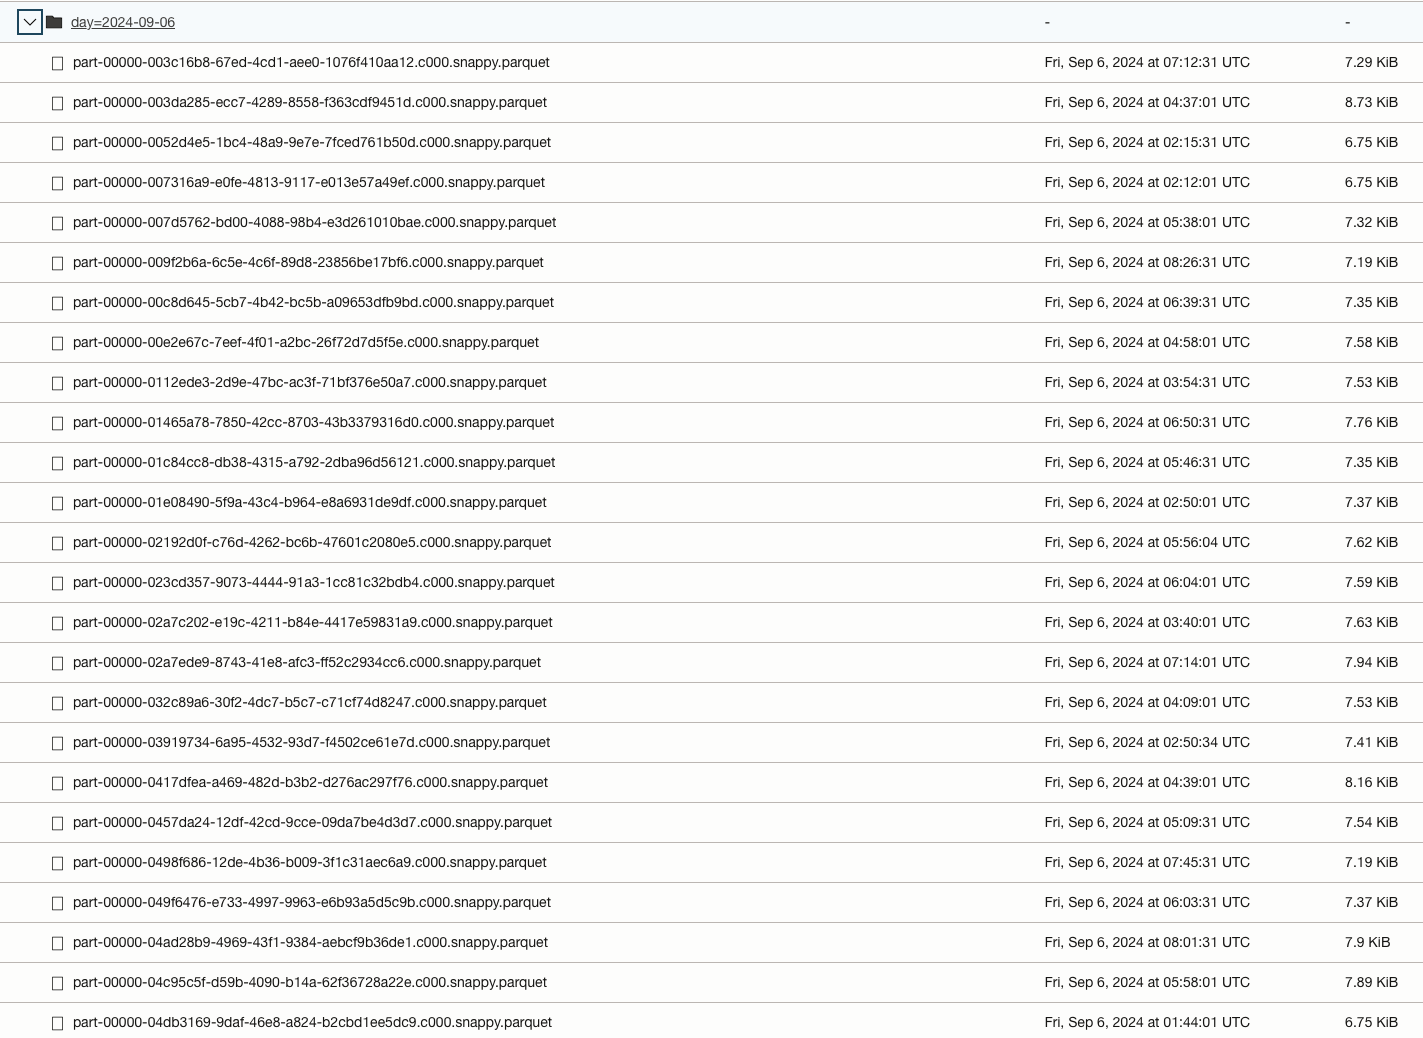 day=2024-09-06 - -
part-00000-003c16b8-67ed-4cd1-aee0-1076f410aa12.c000.snappy.parquet Fri, Sep 6, 2024 at 07:12:31 UTC 7.29 KiB
part-00000-003da285-ecc7-4289-8558-f363cdf9451d.c000.snappy.parquet Fri, Sep 6, 2024 at 04:37:01 UTC 8.73 KiB
part-00000-0052d4e5-1bc4-48a9-9e7e-7fced761b50d.c000.snappy.parquet Fri, Sep 6, 2024 at 02:15:31 UTC 6.75 KiB
part-00000-007316a9-e0fe-4813-9117-e013e57a49ef.c000.snappy.parquet Fri, Sep 6, 2024 at 02:12:01 UTC 6.75 KiB
part-00000-007d5762-bd00-4088-98b4-e3d261010bae.c000.snappy.parquet Fri, Sep 6, 2024 at 05:38:01 UTC 7.32 KiB
part-00000-009f2b6a-6c5e-4c6f-89d8-23856be17bf6.c000.snappy.parquet Fri, Sep 6, 2024 at 08:26:31 UTC 7.19 KiB
part-00000-00c8d645-5cb7-4b42-bc5b-a09653dfb9bd.c000.snappy.parquet Fri, Sep 6, 2024 at 06:39:31 UTC 7.35 KiB
part-00000-00e2e67c-7eef-4f01-a2bc-26f72d7d5f5e.c000.snappy.parquet Fri, Sep 6, 2024 at 04:58:01 UTC 7.58 KiB
part-00000-0112ede3-2d9e-47bc-ac3f-71bf376e50a7.c000.snappy.parquet Fri, Sep 6, 2024 at 03:54:31 UTC 7.53 KiB
part-00000-01465a78-7850-42cc-8703-43b3379316d0.c000.snappy.parquet Fri, Sep 6, 2024 at 06:50:31 UTC 7.76 KiB
part-00000-01c84cc8-db38-4315-a792-2dba96d56121.c000.snappy.parquet Fri, Sep 6, 2024 at 05:46:31 UTC 7.35 KiB
part-00000-01e08490-5f9a-43c4-b964-e8a6931de9df.c000.snappy.parquet Fri, Sep 6, 2024 at 02:50:01 UTC 7.37 KiB
part-00000-02192d0f-c76d-4262-bc6b-47601c2080e5.c000.snappy.parquet Fri, Sep 6, 2024 at 05:56:04 UTC 7.62 KiB
part-00000-023cd357-9073-4444-91a3-1cc81c32bdb4.c000.snappy.parquet Fri, Sep 6, 2024 at 06:04:01 UTC 7.59 KiB
part-00000-02a7c202-e19c-4211-b84e-4417e59831a9.c000.snappy.parquet Fri, Sep 6, 2024 at 03:40:01 UTC 7.63 KiB
part-00000-02a7ede9-8743-41e8-afc3-ff52c2934cc6.c000.snappy.parquet Fri, Sep 6, 2024 at 07:14:01 UTC 7.94 KiB
part-00000-032c89a6-30f2-4dc7-b5c7-c71cf74d8247.c000.snappy.parquet Fri, Sep 6, 2024 at 04:09:01 UTC 7.53 KiB
part-00000-03919734-6a95-4532-93d7-f4502ce61e7d.c000.snappy.parquet Fri, Sep 6, 2024 at 02:50:34 UTC 7.41 KiB
part-00000-0417dfea-a469-482d-b3b2-d276ac297f76.c000.snappy.parquet Fri, Sep 6, 2024 at 04:39:01 UTC 8.16 KiB
part-00000-0457da24-12df-42cd-9cce-09da7be4d3d7.c000.snappy.parquet Fri, Sep 6, 2024 at 05:09:31 UTC 7.54 KiB
part-00000-0498f686-12de-4b36-b009-3f1c31aec6a9.c000.snappy.parquet Fri, Sep 6, 2024 at 07:45:31 UTC 7.19 KiB
part-00000-049f6476-e733-4997-9963-e6b93a5d5c9b.c000.snappy.parquet Fri, Sep 6, 2024 at 06:03:31 UTC 7.37 KiB
part-00000-04ad28b9-4969-43f1-9384-aebcf9b36de1.c000.snappy.parquet Fri, Sep 6, 2024 at 08:01:31 UTC 7.9 KiB
part-00000-04c95c5f-d59b-4090-b14a-62f36728a22e.c000.snappy.parquet Fri, Sep 6, 2024 at 05:58:01 UTC 7.89 KiB
part-00000-04db3169-9daf-46e8-a824-b2cbd1ee5dc9.c000.snappy.parquet Fri, Sep 6, 2024 at 01:44:01 UTC 6.75 KiB